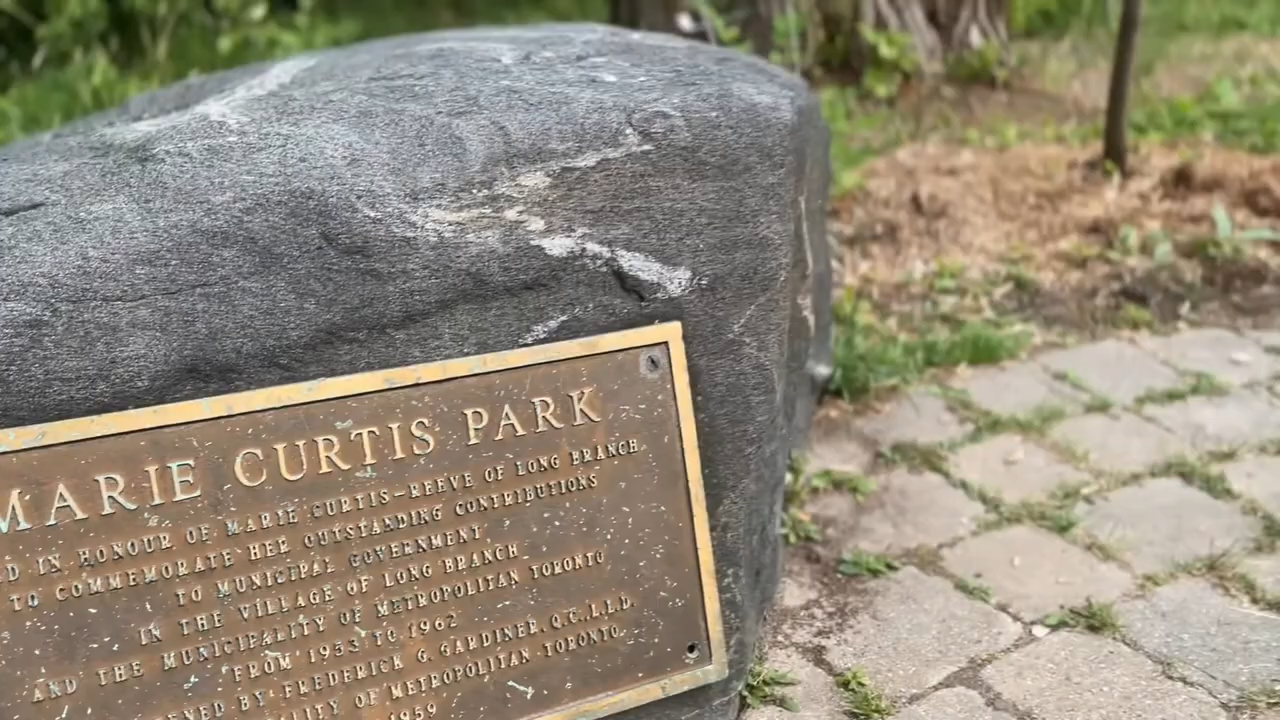 MARIE CURTIS PARK
D IN HONOUR OF MARIE CURTIS-REEVE OF LONG BRANCH
TO COMMEMORATE HER OUTSTANDING CONTRIBUTIONS
TO MUNICIPAL GOVERNMENT
IN THE VILLAGE OF LONG BRANCH
AND THE MUNICIPALITY OF METROPOLITAN TORONTO
FROM 1953 TO 1962
ENED BY FREDERICK G. GARDINER, Q.C., L.L.D.
ALITY OF METROPOLITAN TORONTO
1959